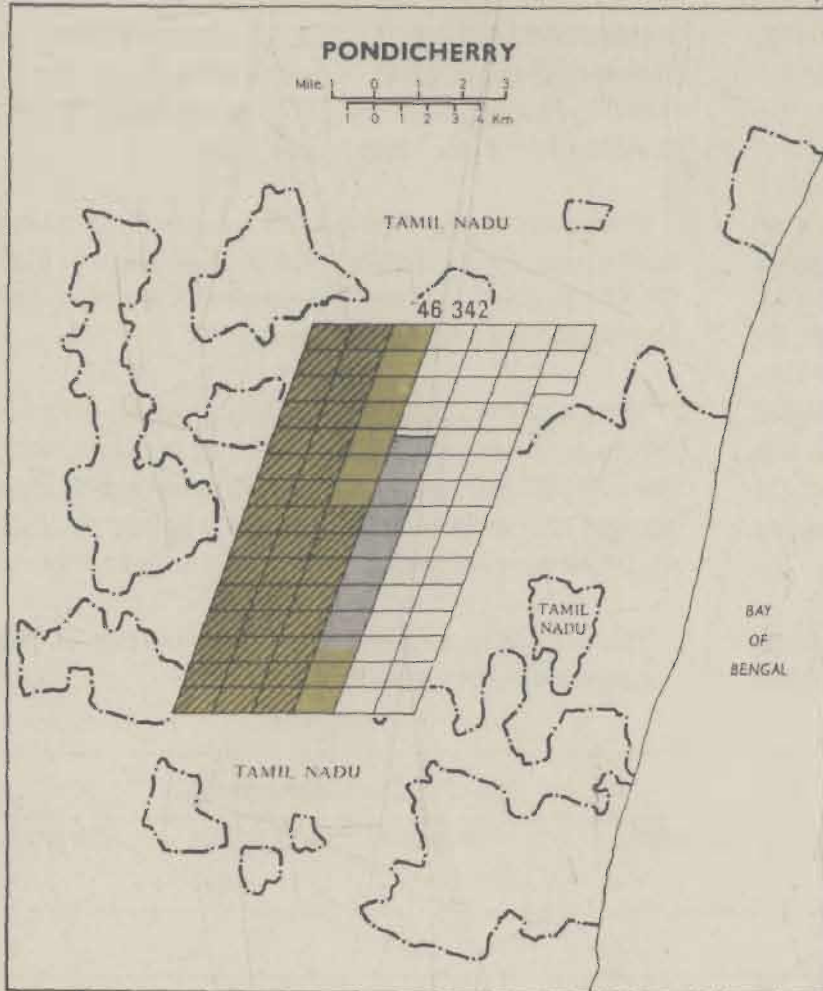 PONDICHERRY
Mile 1 0 1 2 3
1 0 1 2 3 4 Km
TAMIL NADU
46 342
TAMIL
NADU
BAY
OF
BENGAL
TAMIL NADU